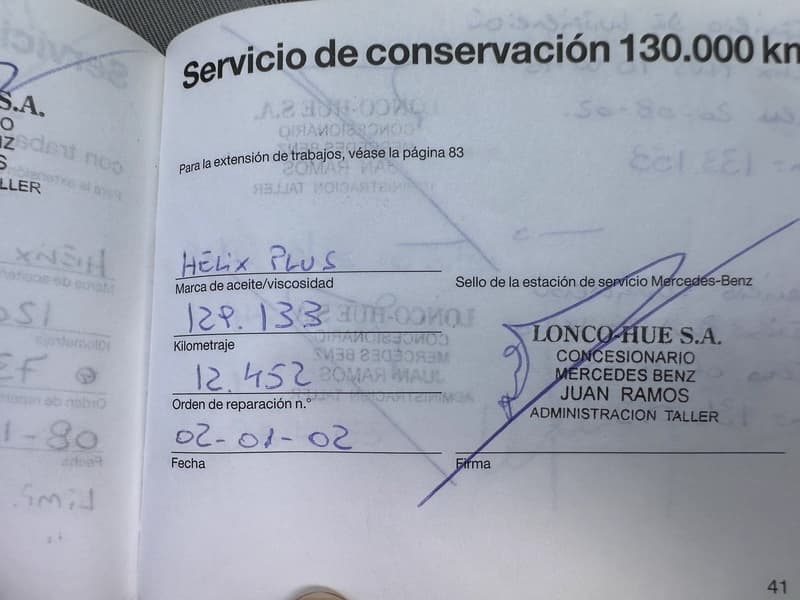 S.A.
LLER
Servicio de conservación 130.000 km
Para la extensión de trabajos, véase la página 83
HELIX PLUS
Marca de aceite/viscosidad
129.133
Kilometraje
12.452
Orden de reparación n.°
02-01-02
Fecha
Sello de la estación de servicio Mercedes-Benz
LONCO-HUE S.A.
CONCESIONARIO
MERCEDES BENZ
JUAN RAMOS
ADMINISTRACION TALLER
Firma
41